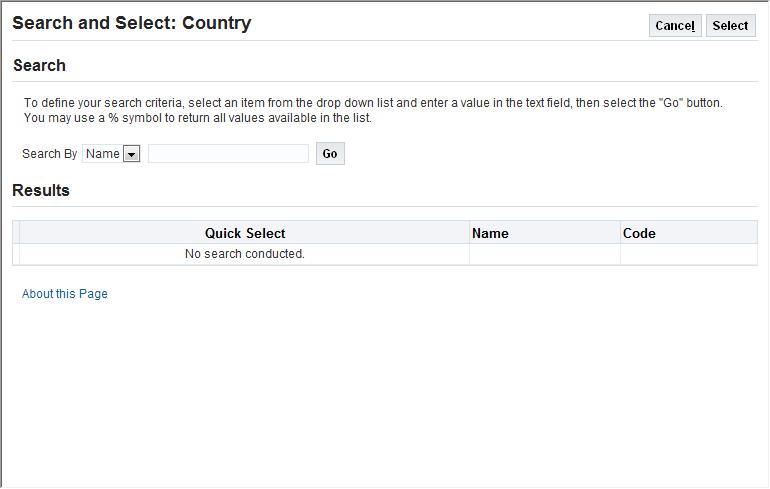 Search and Select: Country
Cancel Select
Search
To define your search criteria, select an item from the drop down list and enter a value in the text field, then select the "Go" button.
You may use a % symbol to return all values available in the list.
Search By Name Go
Results
Quick Select Name Code
No search conducted.
About this Page